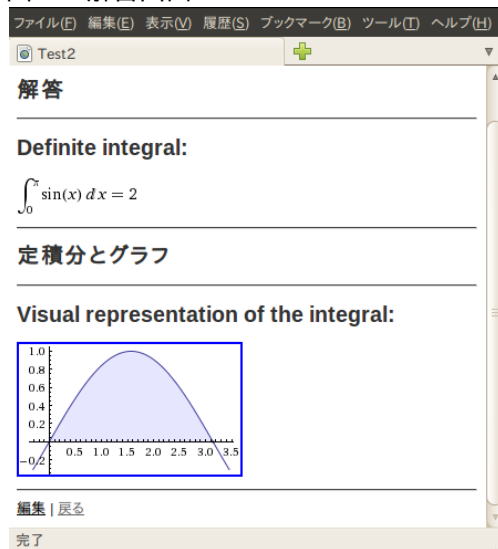 ファイル(F) 編集(E) 表示(V) 履歴(S) ブックマーク(B) ツール(T) ヘルプ(H)
Test2
解答
Definite integral:
∫₀^π sin(x) dx = 2
定積分とグラフ
Visual representation of the integral:
1.0
0.8
0.6
0.4
0.2
-0.2
0.5 1.0 1.5 2.0 2.5 3.0 3.5
編集 | 戻る
完了